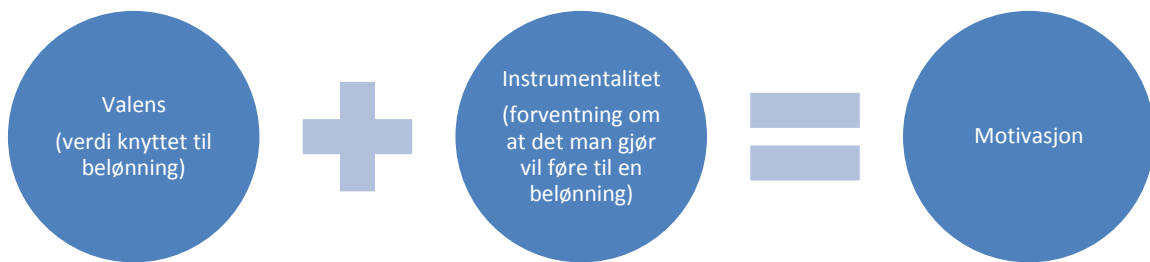 Valens
(verdi knyttet til
belønning)
Instrumentalitet
(forventning om
at det man gjør
vil føre til en
belønning)
Motivasjon